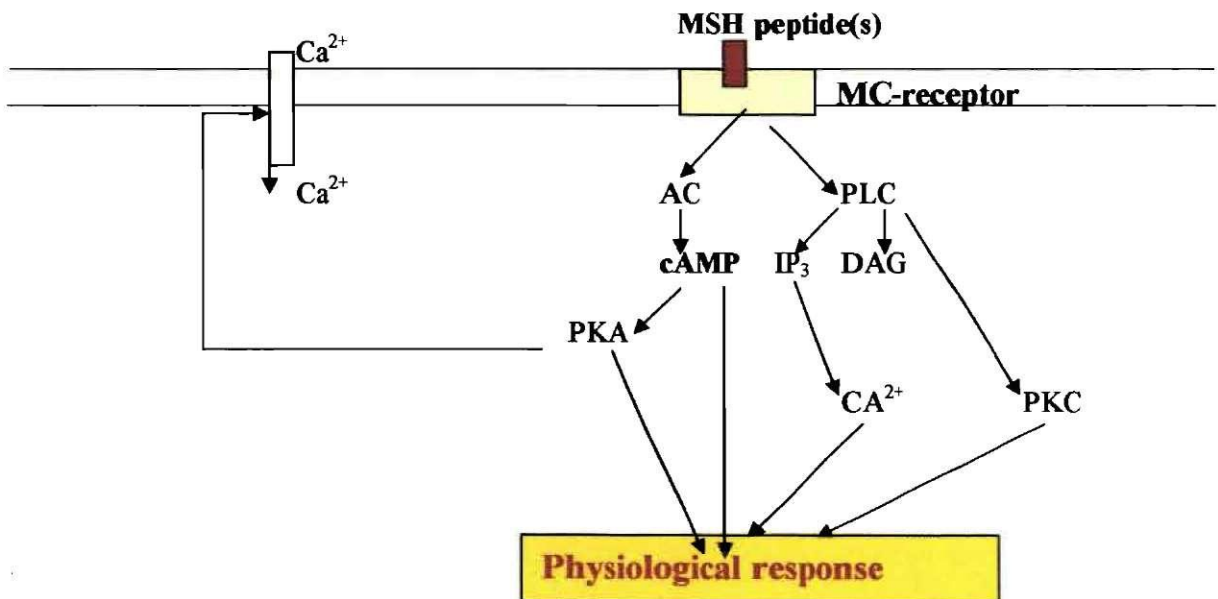 MSH peptide(s)
Ca²⁺
MC-receptor
Ca²⁺
AC
PLC
cAMP
IP₃
DAG
PKA
CA²⁺
PKC
Physiological response